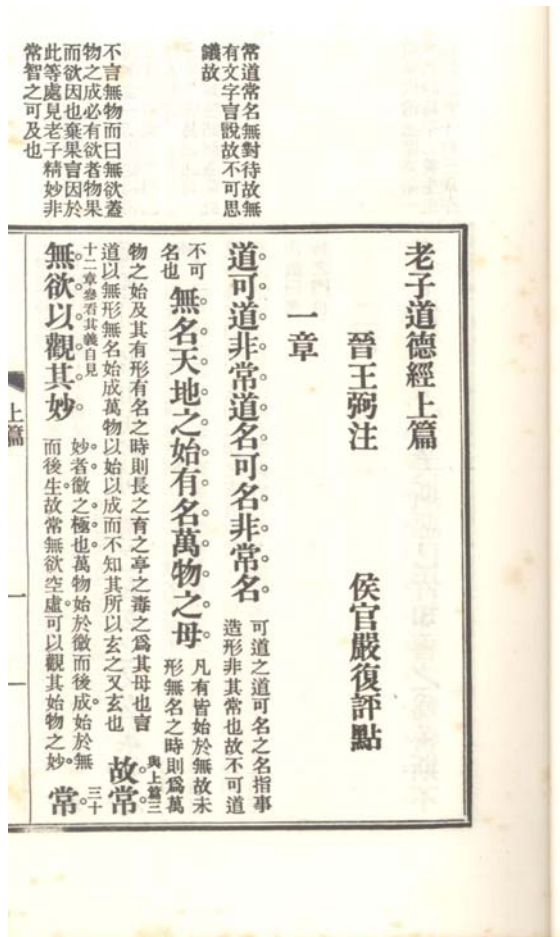 常道常名無對待故無
有文字言說故不可思
議故
不言無物而曰無欲蓋
物之成必有欲者物果
而欲因也棄果言因於
此等處見老子精妙非
常智之可及也
老子道德經上篇
晉王弼注 侯官嚴復評點
一章
道可道非常道名可名非常名
可道之道可名之名指事
造形非其常也故不可道
不可
名也
無名天地之始有名萬物之母
凡有皆始於無故未
形無名之時則爲萬
物之始及其有形有名之時則長之育之亭之毒之爲其母也言
道以無形無名始成萬物以始以成而不知其所以玄之又玄也
故常
與上篇三
十二章參看其義自見
無欲以觀其妙
妙者微之極也萬物始於微而後成始於無
而後生故常無欲空虛可以觀其始物之妙
三十
常
上篇
一